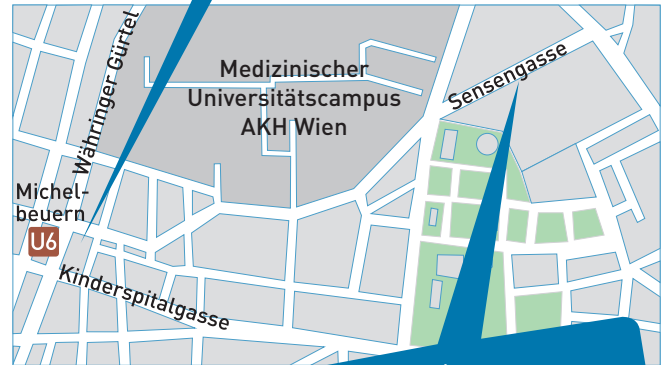 Währinger Gürtel
Medizinischer
Universitätscampus
AKH Wien
Sensengasse
Michel-
beuern
U6
Kinderspitalgasse